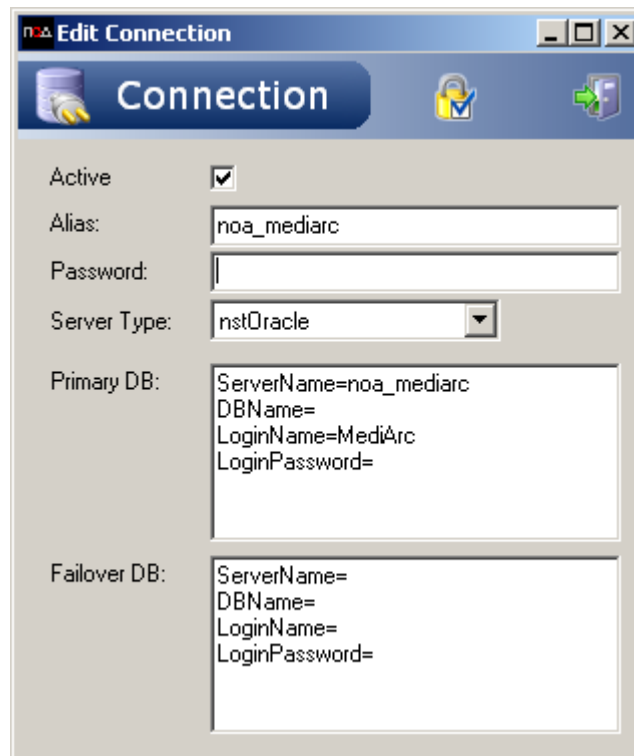 noa Edit Connection
Connection
Active
Alias: noa_mediarc
Password:
Server Type: nstOracle
Primary DB: ServerName=noa_mediarc
DBName=
LoginName=MediArc
LoginPassword=
Failover DB: ServerName=
DBName=
LoginName=
LoginPassword=